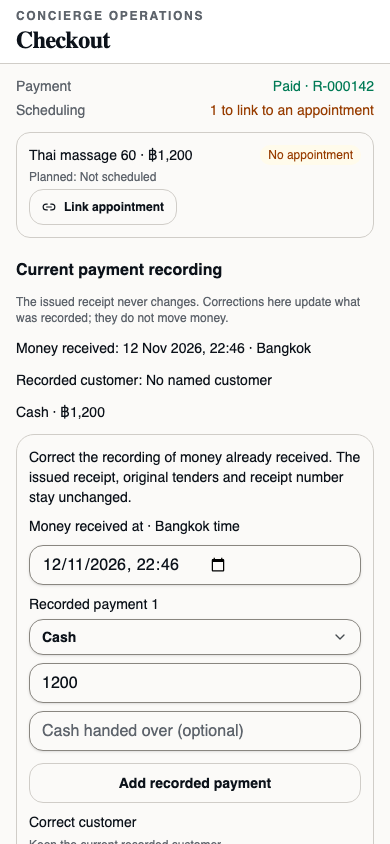 CONCIERGE OPERATIONS
Checkout
Payment
Paid · R-000142
Scheduling
1 to link to an appointment
Thai massage 60 · ฿1,200
No appointment
Planned: Not scheduled
Link appointment
Current payment recording
The issued receipt never changes. Corrections here update what
was recorded; they do not move money.
Money received: 12 Nov 2026, 22:46 · Bangkok
Recorded customer: No named customer
Cash · ฿1,200
Correct the recording of money already received. The
issued receipt, original tenders and receipt number
stay unchanged.
Money received at · Bangkok time
12/11/2026, 22:46
Recorded payment 1
Cash
1200
Cash handed over (optional)
Add recorded payment
Correct customer
Keep the current recorded customer